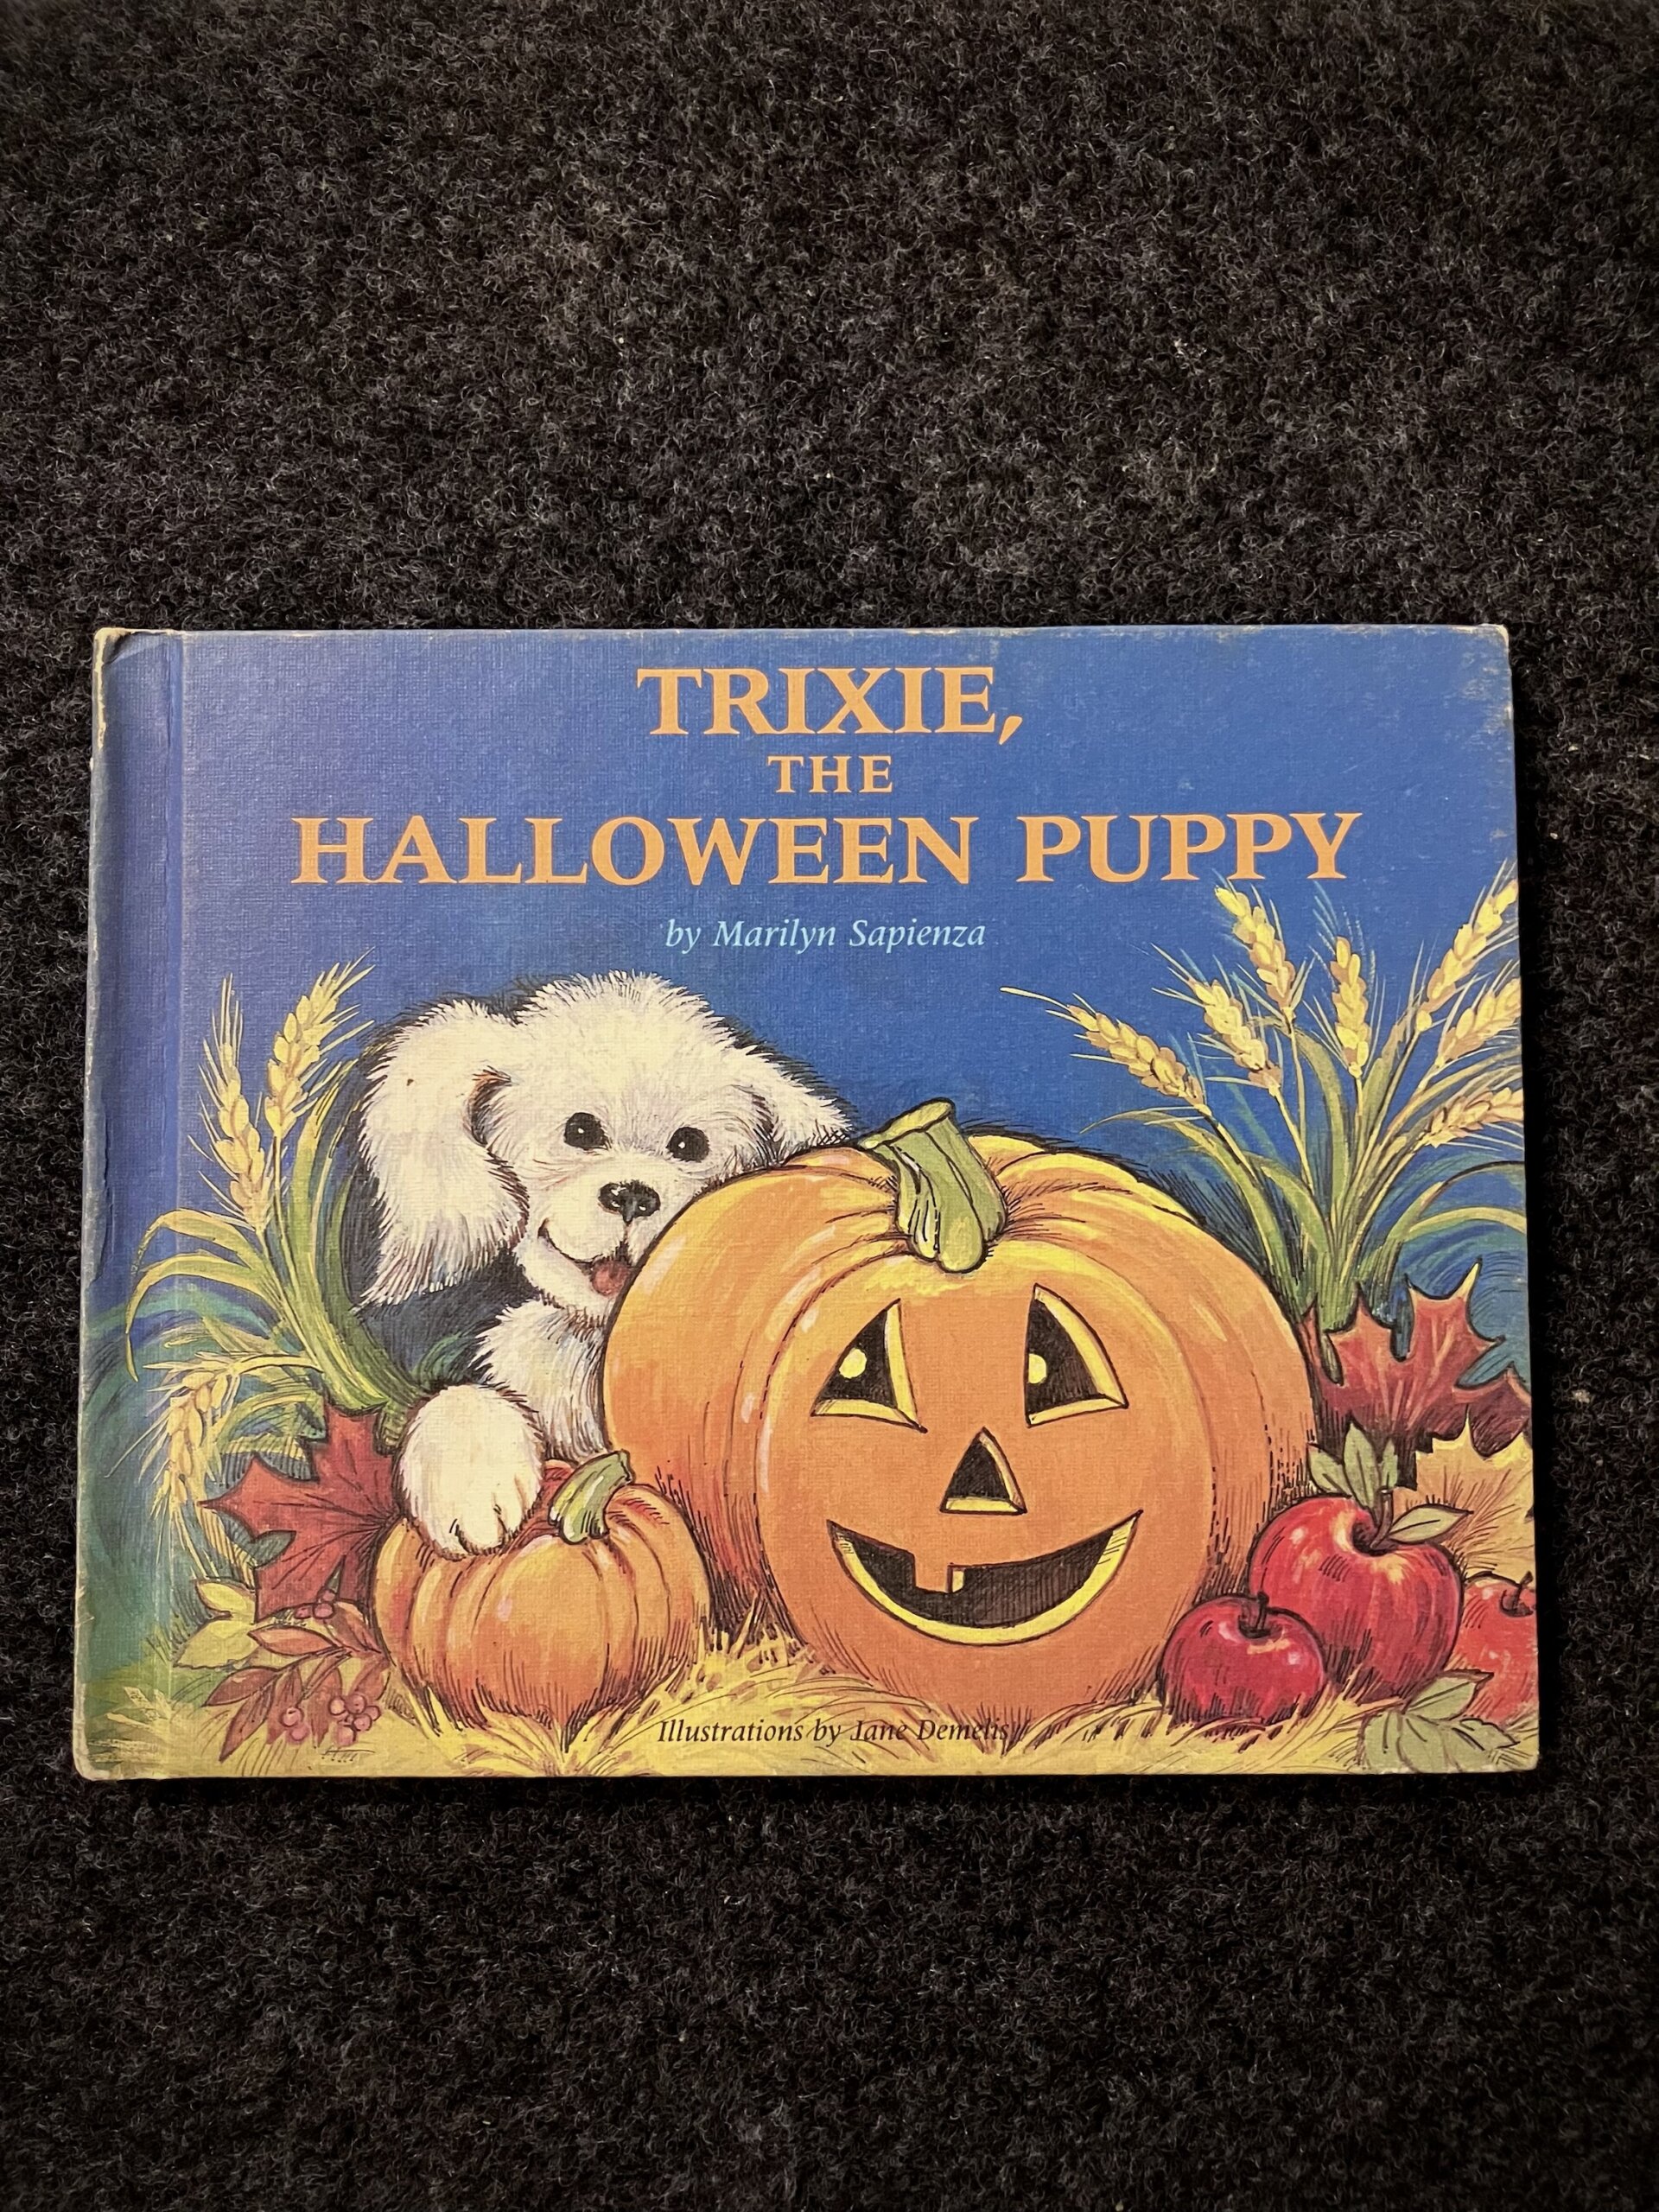 TRIXIE,
THE
HALLOWEEN PUPPY
by Marilyn Sapienza
Illustrations by Jane Demelis